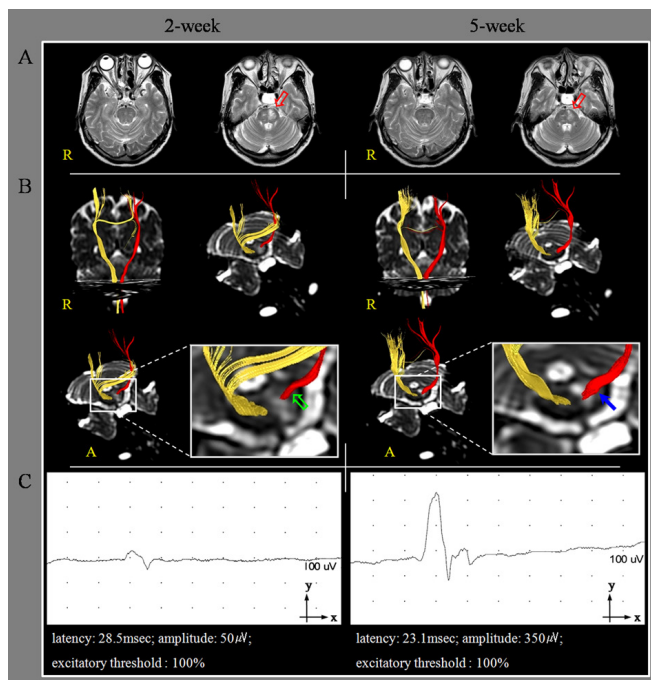 2-week 5-week
A
R R
B
R R
A A
C
100 uV 100 uV
y y
x x
latency: 28.5msec; amplitude: 50㎶; latency: 23.1msec; amplitude: 350㎶;
excitatory threshold : 100% excitatory threshold : 100%